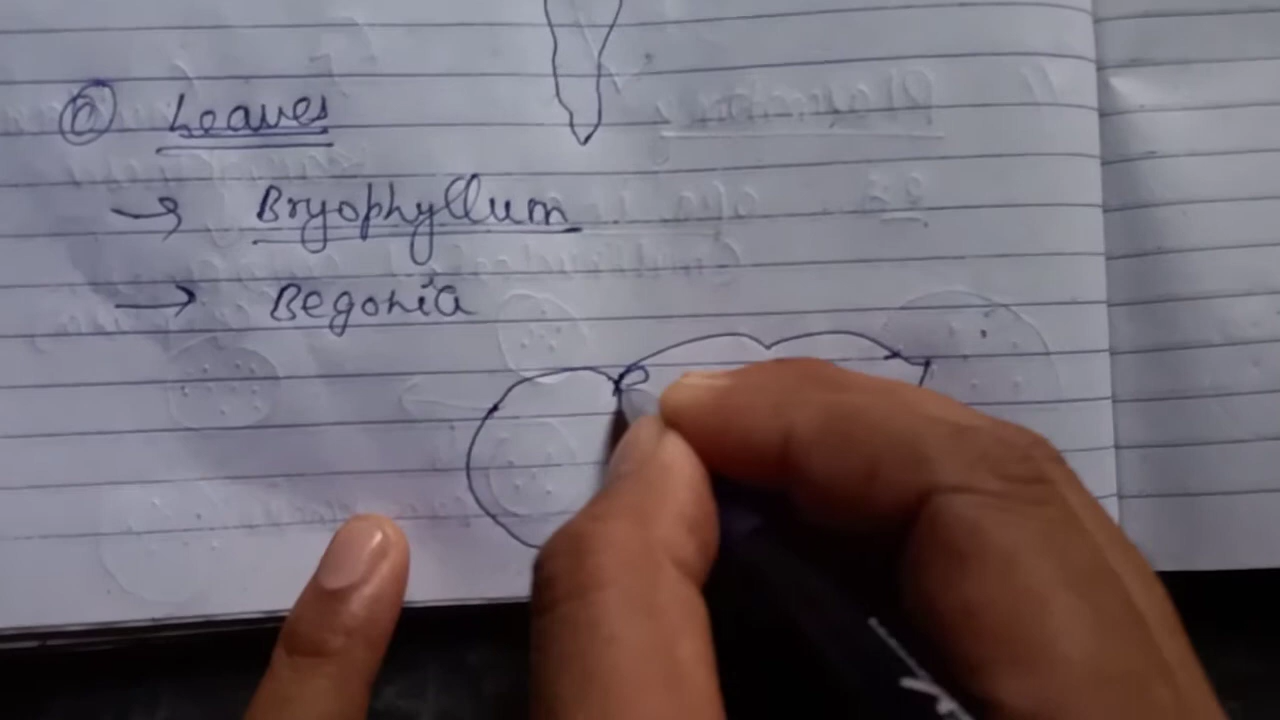 Leaves
→ Bryophyllum
→ Begonia